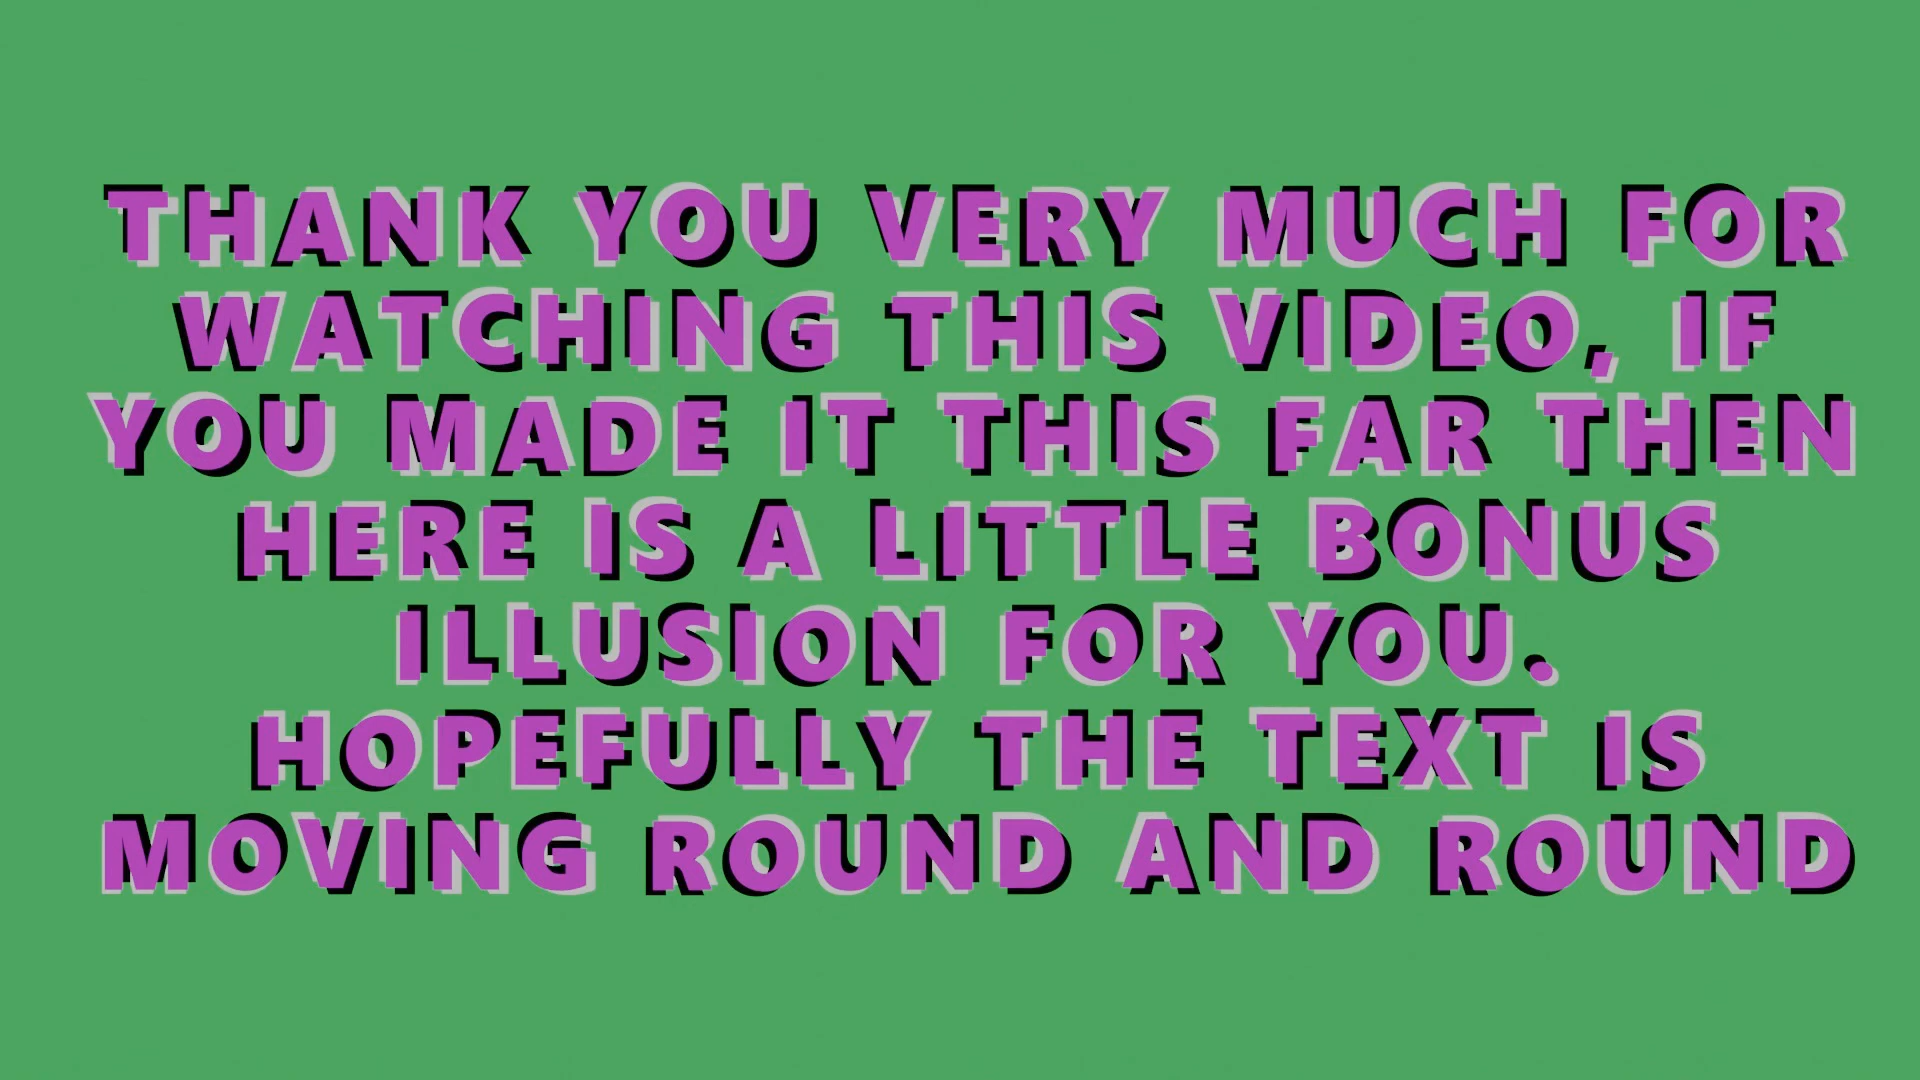 THANK YOU VERY MUCH FOR
WATCHING THIS VIDEO, IF
YOU MADE IT THIS FAR THEN
HERE IS A LITTLE BONUS
ILLUSION FOR YOU.
HOPEFULLY THE TEXT IS
MOVING ROUND AND ROUND